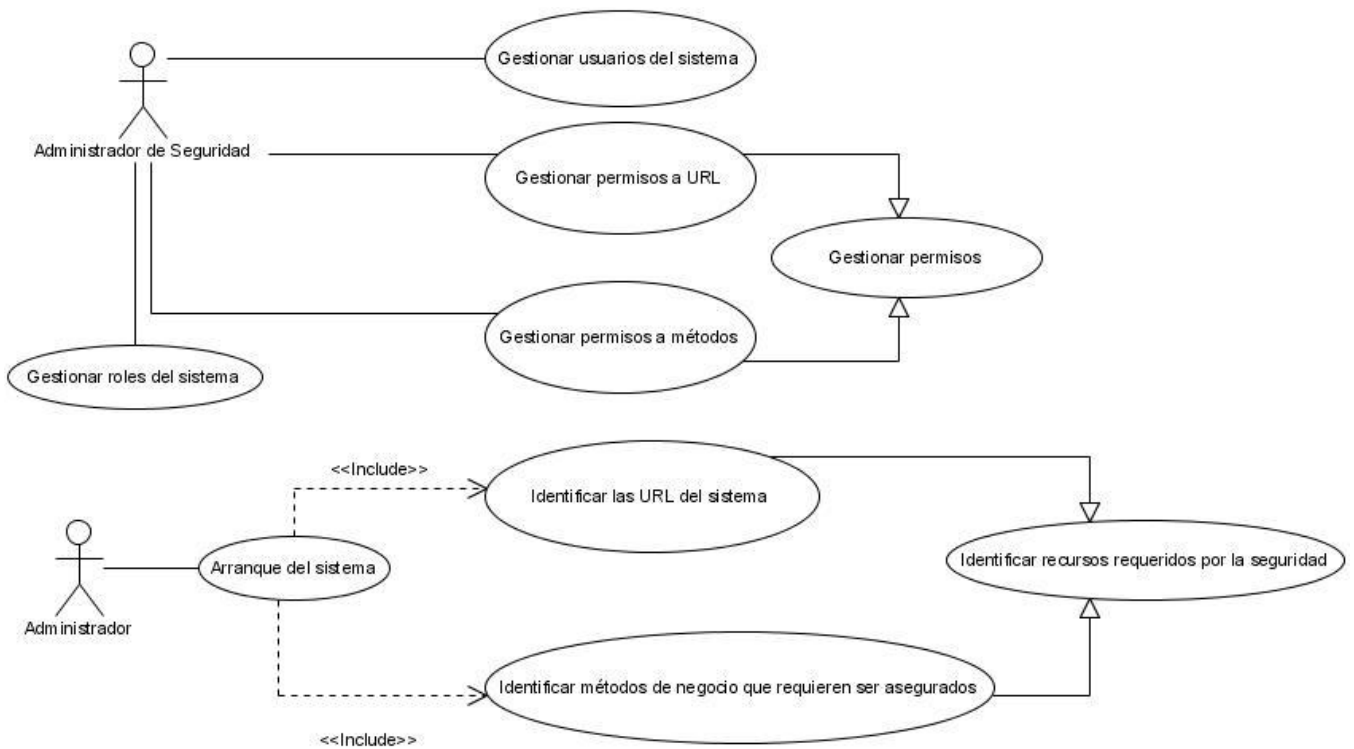 Gestionar usuarios del sistema
Administrador de Seguridad
Gestionar permisos a URL
Gestionar permisos
Gestionar permisos a métodos
Gestionar roles del sistema
<<Include>>
Identificar las URL del sistema
Arranque del sistema
Identificar recursos requeridos por la seguridad
Administrador
Identificar métodos de negocio que requieren ser asegurados
<<Include>>